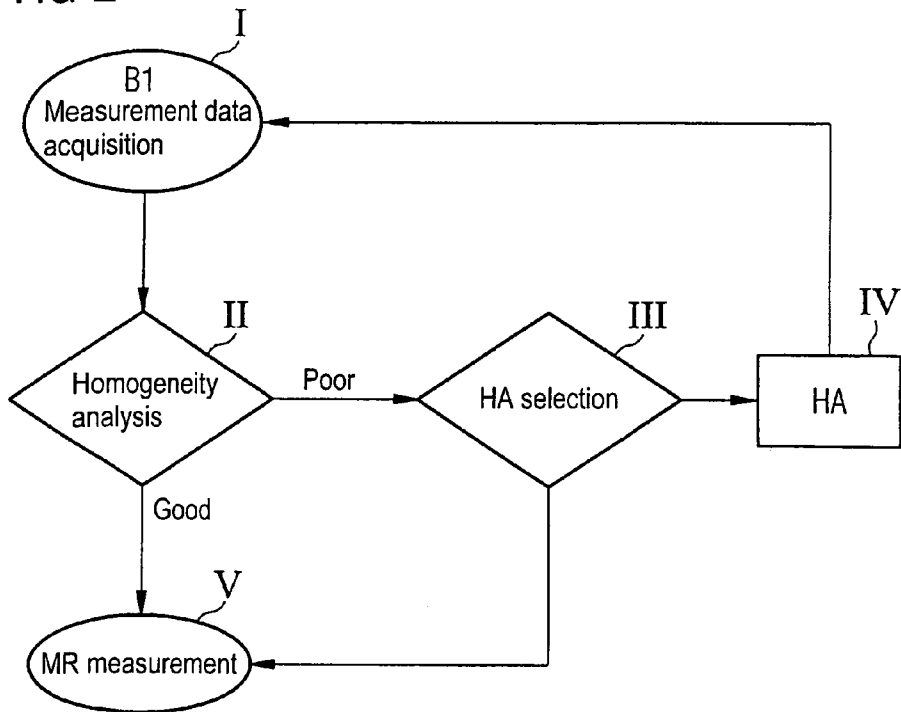 I
B1
Measurement data
acquisition
II
Homogeneity
analysis
Poor
III
HA selection
IV
HA
Good
V
MR measurement